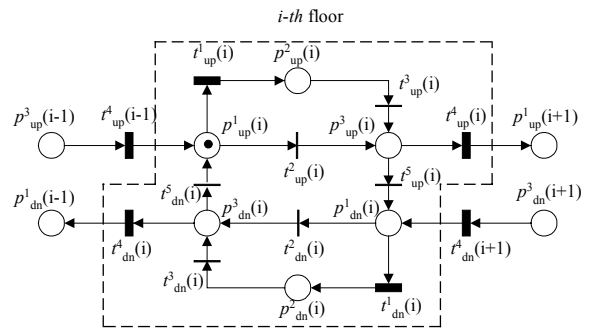 i-th floor
t¹up(i) p²up(i)
t³up(i)
p³up(i-1) t⁴up(i-1) p¹up(i) p³up(i) t⁴up(i) p¹up(i+1)
t²up(i)
t⁵dn(i) t⁵up(i)
p¹dn(i-1) p³dn(i) p¹dn(i) p³dn(i+1)
t⁴dn(i) t²dn(i) t⁴dn(i+1)
t³dn(i)
p²dn(i) t¹dn(i)